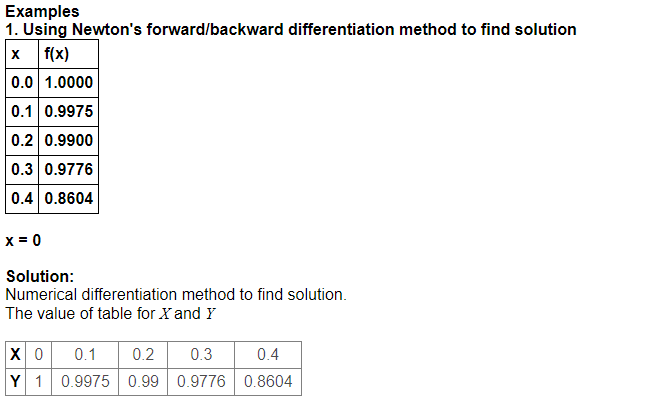 Examples
1. Using Newton's forward/backward differentiation method to find solution
x f(x)
0.0 1.0000
0.1 0.9975
0.2 0.9900
0.3 0.9776
0.4 0.8604
x = 0
Solution:
Numerical differentiation method to find solution.
The value of table for X and Y
X 0 0.1 0.2 0.3 0.4
Y 1 0.9975 0.99 0.9776 0.8604